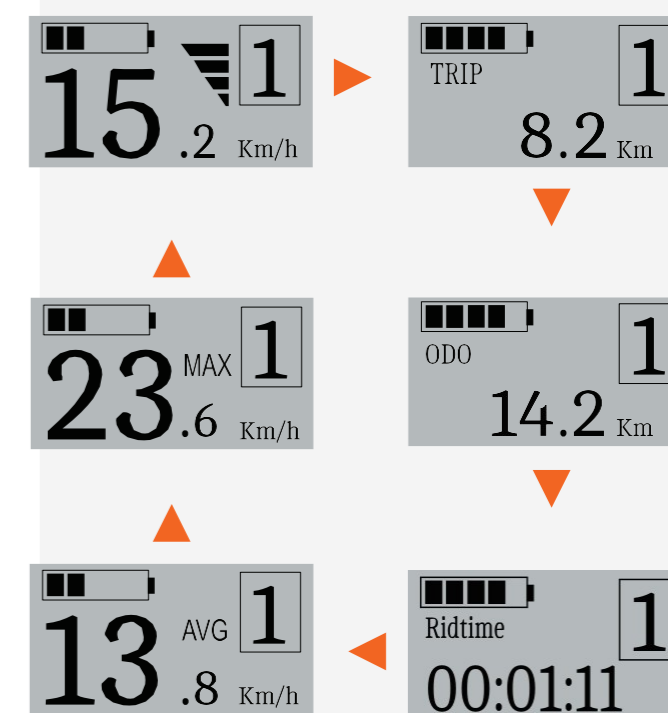 1
15.2 Km/h
1
TRIP
8.2 Km
1
ODO
14.2 Km
1
Ridtime
00:01:11
1
AVG
13.8 Km/h
1
MAX
23.6 Km/h